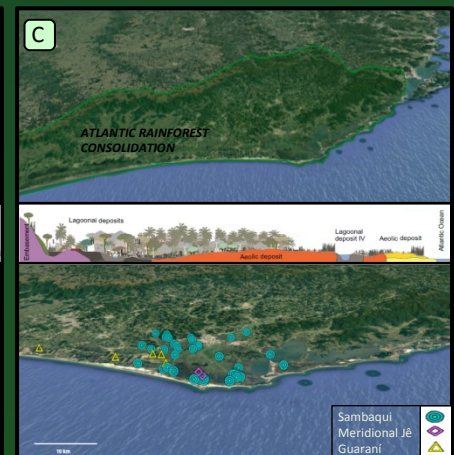 C
ATLANTIC RAINFOREST
CONSOLIDATION
Lagoonal deposits
Lagoonal
deposit IV
Aeolic deposit
Embasement
Aeolic deposit
Atlantic Ocean
10 km
Sambaqui
Meridional Jê
Guaraní